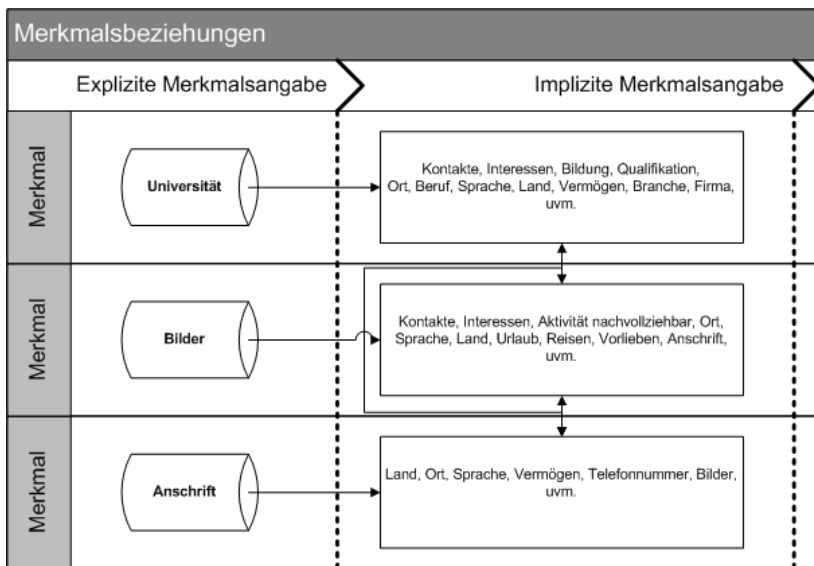 Merkmalsbeziehungen
Explizite Merkmalsangabe
Implizite Merkmalsangabe
Merkmal
Universität
Kontakte, Interessen, Bildung, Qualifikation,
Ort, Beruf, Sprache, Land, Vermögen, Branche, Firma,
uvm.
Merkmal
Bilder
Kontakte, Interessen, Aktivität nachvollziehbar, Ort,
Sprache, Land, Urlaub, Reisen, Vorlieben, Anschrift,
uvm.
Merkmal
Anschrift
Land, Ort, Sprache, Vermögen, Telefonnummer, Bilder,
uvm.